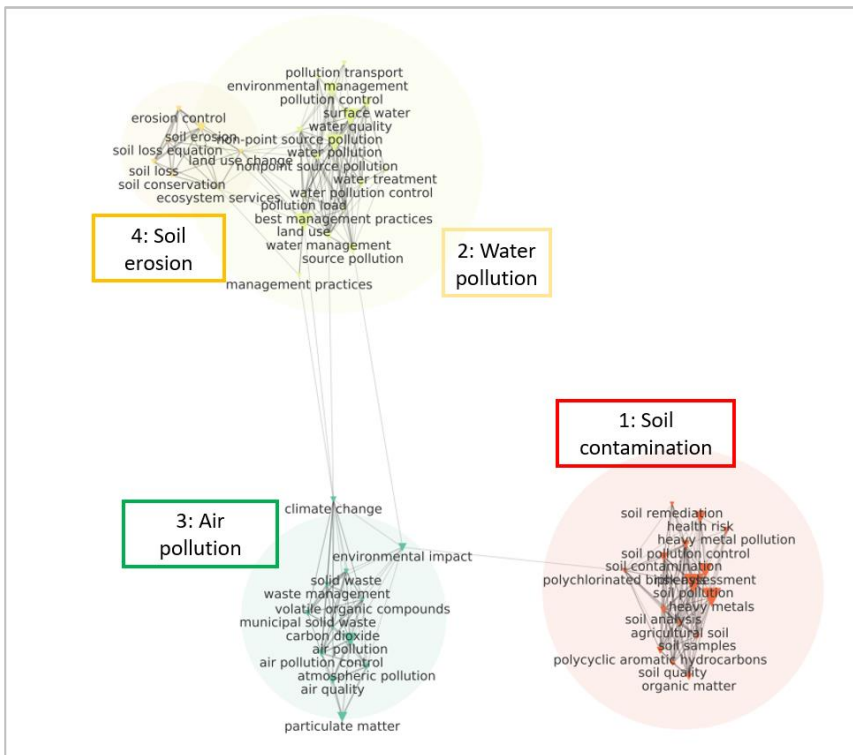 pollution transport
environmental management
pollution control
surface water
water quality
non-point source pollution
water pollution
nonpoint source pollution
water treatment
water pollution control
pollution load
best management practices
land use
water management
source pollution
management practices
erosion control
soil erosion
soil loss equation
land use change
soil loss
soil conservation
ecosystem services
4: Soil
erosion
2: Water
pollution
1: Soil
contamination
3: Air
pollution
climate change
environmental impact
solid waste
waste management
volatile organic compounds
municipal solid waste
carbon dioxide
air pollution
air pollution control
atmospheric pollution
air quality
particulate matter
soil remediation
health risk
heavy metal pollution
soil pollution control
soil contamination
polychlorinated
assessment
soil pollution
heavy metals
soil analysis
agricultural soil
soil samples
polycyclic aromatic hydrocarbons
soil quality
organic matter